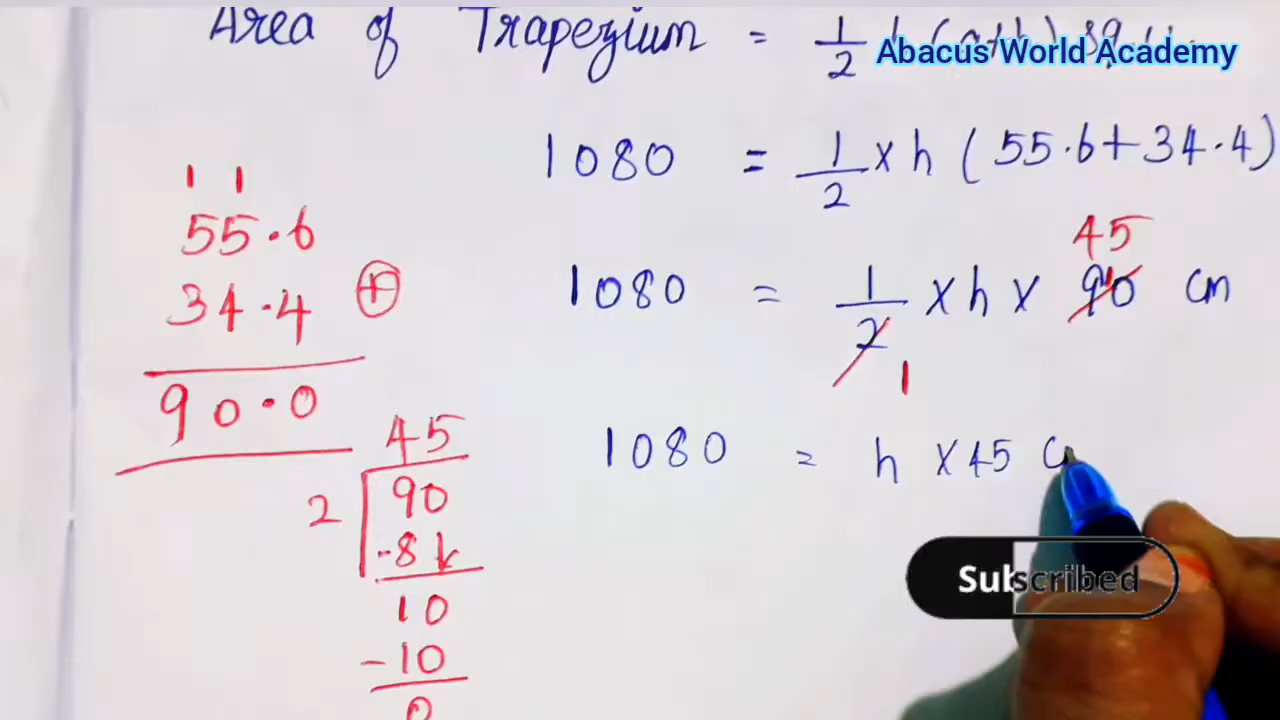 Area of Trapezium = 1/2 h (a+b) sq.
Abacus World Academy
1080 = 1/2 x h (55.6+34.4)
1 1
55.6
34.4 +
90.0
45
1080 = 1/2 x h x 90 cm
1
1080 = h x 45 c
45
2 90
-8
10
-10
0
Subscribed